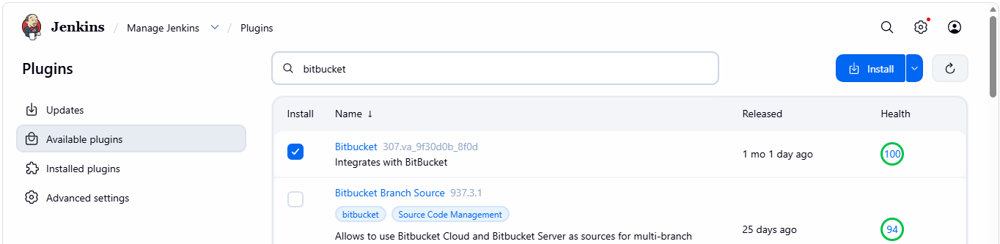 Jenkins / Manage Jenkins / Plugins
Plugins
bitbucket
Install
Updates
Available plugins
Installed plugins
Advanced settings
Install Name ↓ Released Health
Bitbucket 307.va_9f30d0b_8f0d
Integrates with BitBucket
1 mo 1 day ago
100
Bitbucket Branch Source 937.3.1
bitbucket Source Code Management
Allows to use Bitbucket Cloud and Bitbucket Server as sources for multi-branch
25 days ago
94